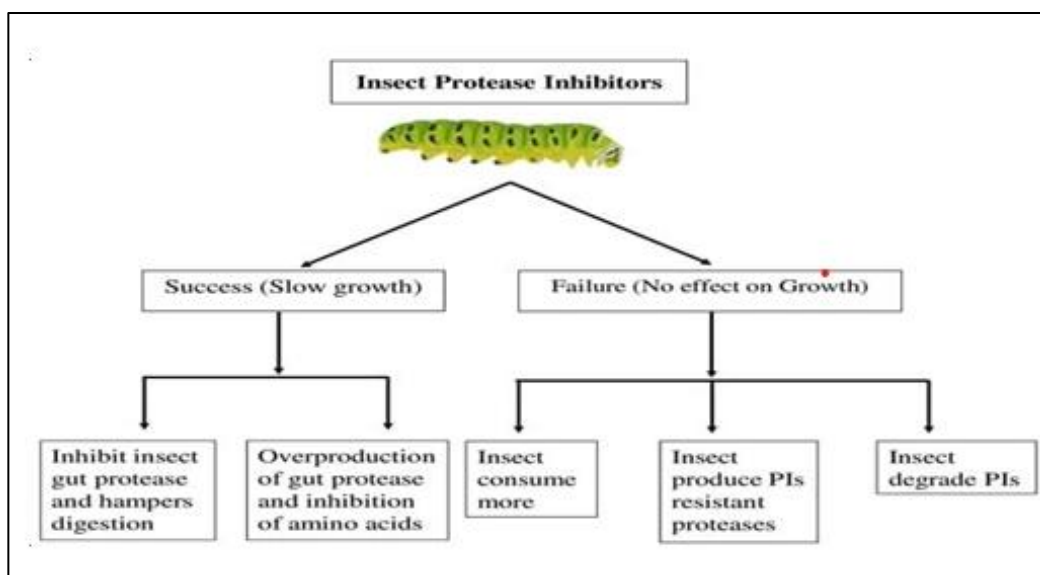 Insect Protease Inhibitors
Success (Slow growth)
Failure (No effect on Growth)
Inhibit insect
gut protease
and hampers
digestion
Overproduction
of gut protease
and inhibition
of amino acids
Insect
consume
more
Insect
produce PIs
resistant
proteases
Insect
degrade PIs